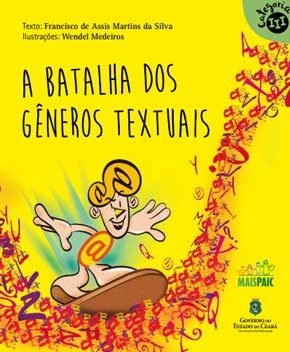 Texto: Francisco de Assis Martins da Silva
Ilustrações: Wendel Medeiros
Categoria
III
A BATALHA DOS
GÊNEROS TEXTUAIS
@
@
MAISPAIC
GOVERNO DO
ESTADO DO CEARÁ